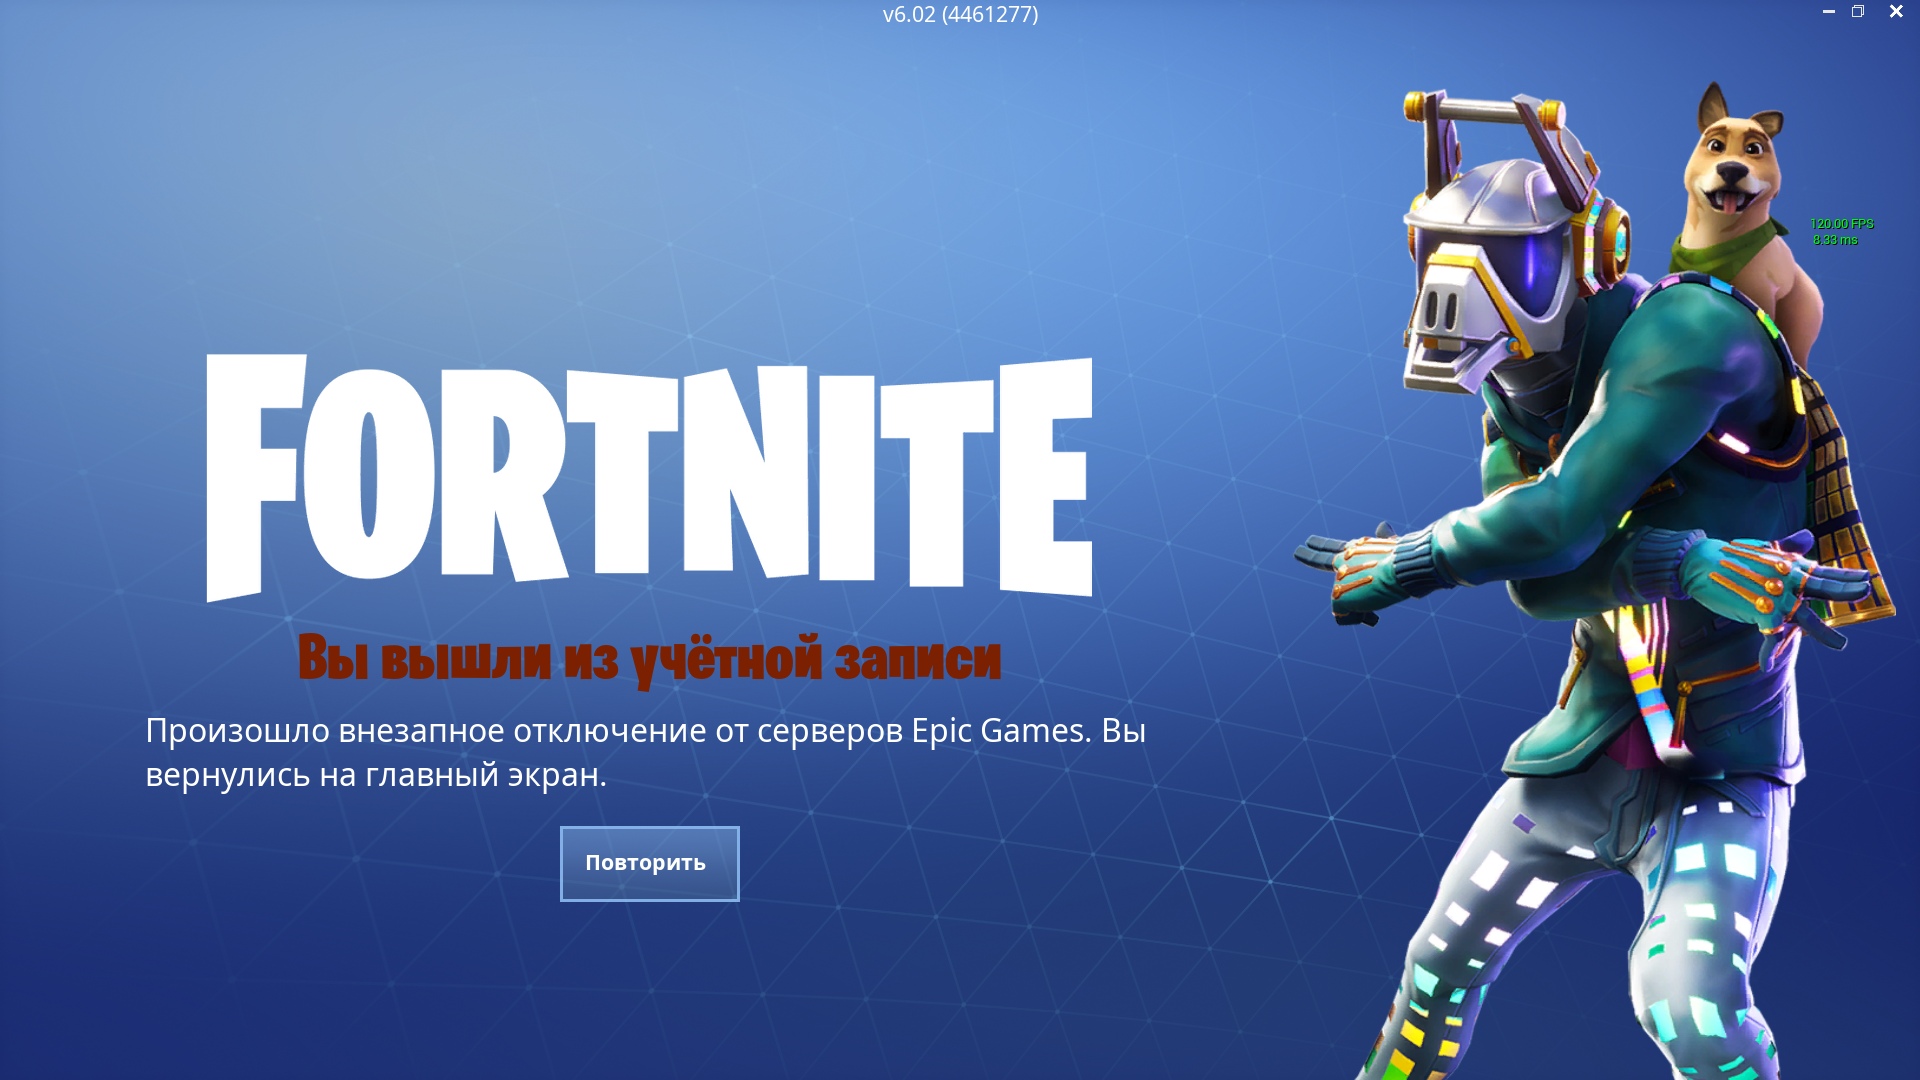 v6.02 (4461277)
120.00 FPS
8.33 ms
FORTNITE
Вы вышли из учётной записи
Произошло внезапное отключение от серверов Epic Games. Вы
вернулись на главный экран.
Повторить